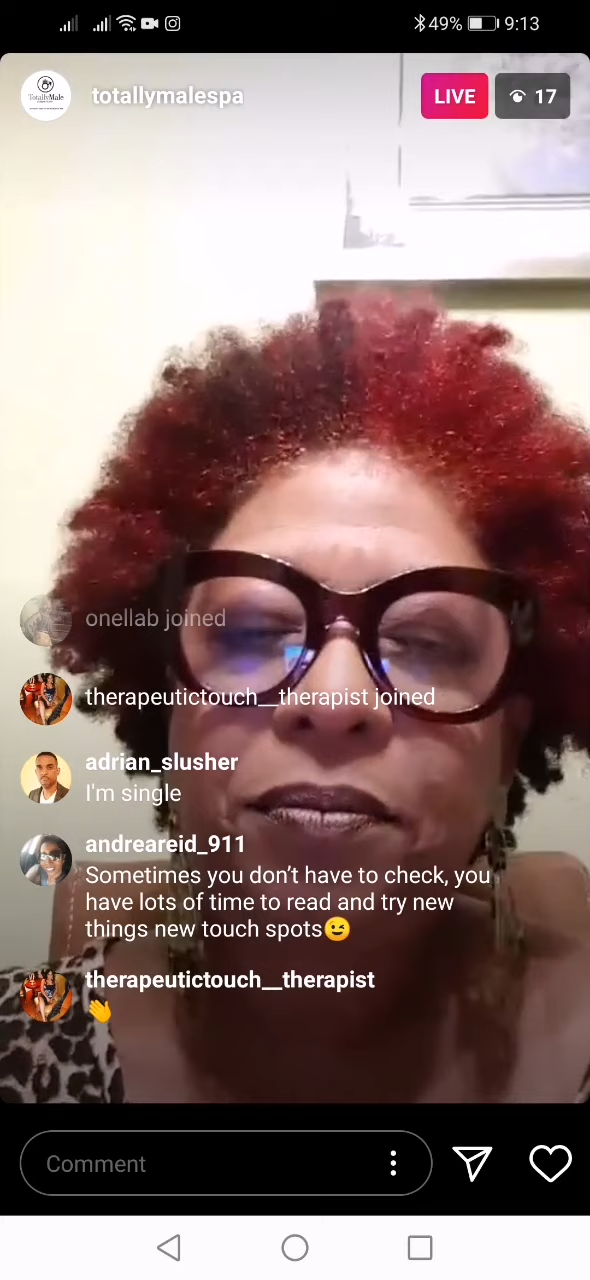 49% 9:13
TotallyMale
totallymalespa LIVE 17
onellab joined
therapeutictouch__therapist joined
adrian_slusher
I'm single
andreareid_911
Sometimes you don't have to check, you
have lots of time to read and try new
things new touch spots😉
therapeutictouch__therapist
👋
Comment